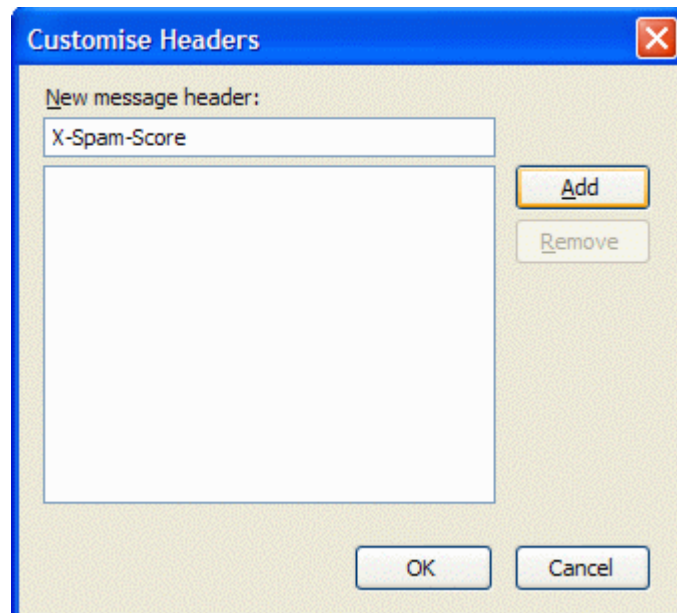 Customise Headers
New message header:
X-Spam-Score
Add
Remove
OK
Cancel